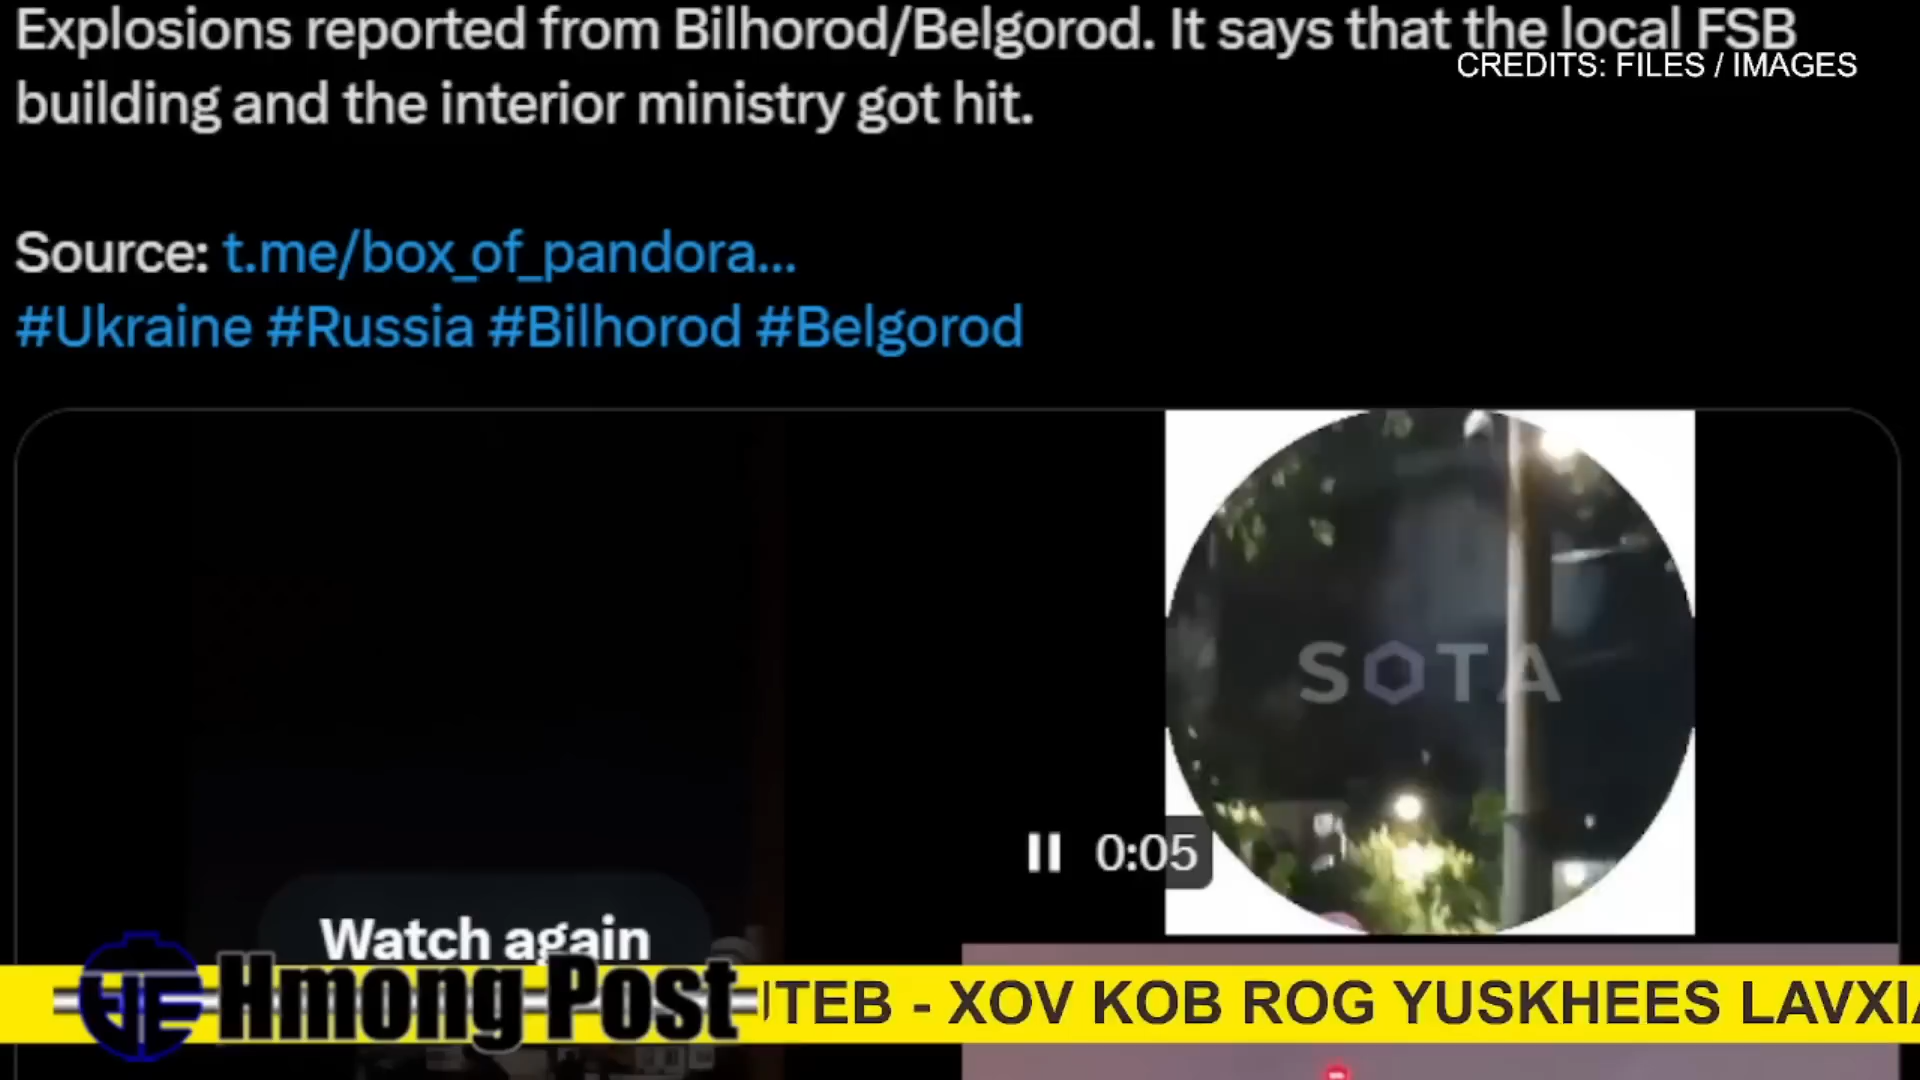 Explosions reported from Bilhorod/Belgorod. It says that the local FSB
CREDITS: FILES / IMAGES
building and the interior ministry got hit.
Source: t.me/box_of_pandora...
#Ukraine #Russia #Bilhorod #Belgorod
SOTA
0:05
Watch again
Hmong Post
TEB - XOV KOB ROG YUSKHEES LAVXI